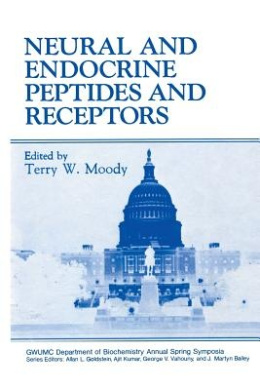 NEURAL AND
ENDOCRINE
PEPTIDES AND
RECEPTORS
Edited by
Terry W. Moody
GWUMC Department of Biochemistry Annual Spring Symposia
Series Editors: Allan L. Goldstein, Ajit Kumar, George V. Vahouny, and J. Martyn Bailey